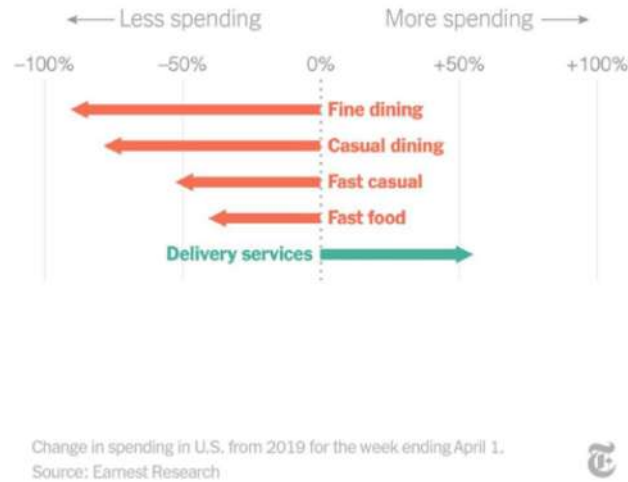 Less spending
More spending
−100%
−50%
0%
+50%
+100%
Fine dining
Casual dining
Fast casual
Fast food
Delivery services
Change in spending in U.S. from 2019 for the week ending April 1.
Source: Earnest Research
T